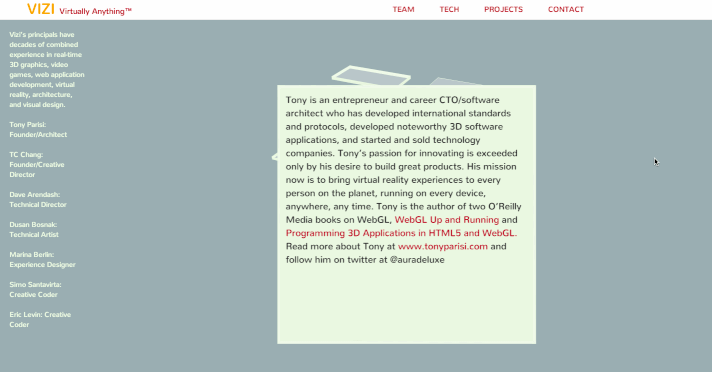 VIZI Virtually Anything™
TEAM TECH PROJECTS CONTACT
Vizi's principals have
decades of combined
experience in real-time
3D graphics, video
games, web application
development, virtual
reality, architecture,
and visual design.
Tony Parisi:
Founder/Architect
TC Chang:
Founder/Creative
Director
Dave Arendash:
Technical Director
Dusan Bosnak:
Technical Artist
Marina Berlin:
Experience Designer
Simo Santavirta:
Creative Coder
Eric Levin: Creative
Coder
Tony is an entrepreneur and career CTO/software
architect who has developed international standards
and protocols, developed noteworthy 3D software
applications, and started and sold technology
companies. Tony's passion for innovating is exceeded
only by his desire to build great products. His mission
now is to bring virtual reality experiences to every
person on the planet, running on every device,
anywhere, any time. Tony is the author of two O'Reilly
Media books on WebGL, WebGL Up and Running and
Programming 3D Applications in HTML5 and WebGL.
Read more about Tony at www.tonyparisi.com and
follow him on twitter at @auradeluxe